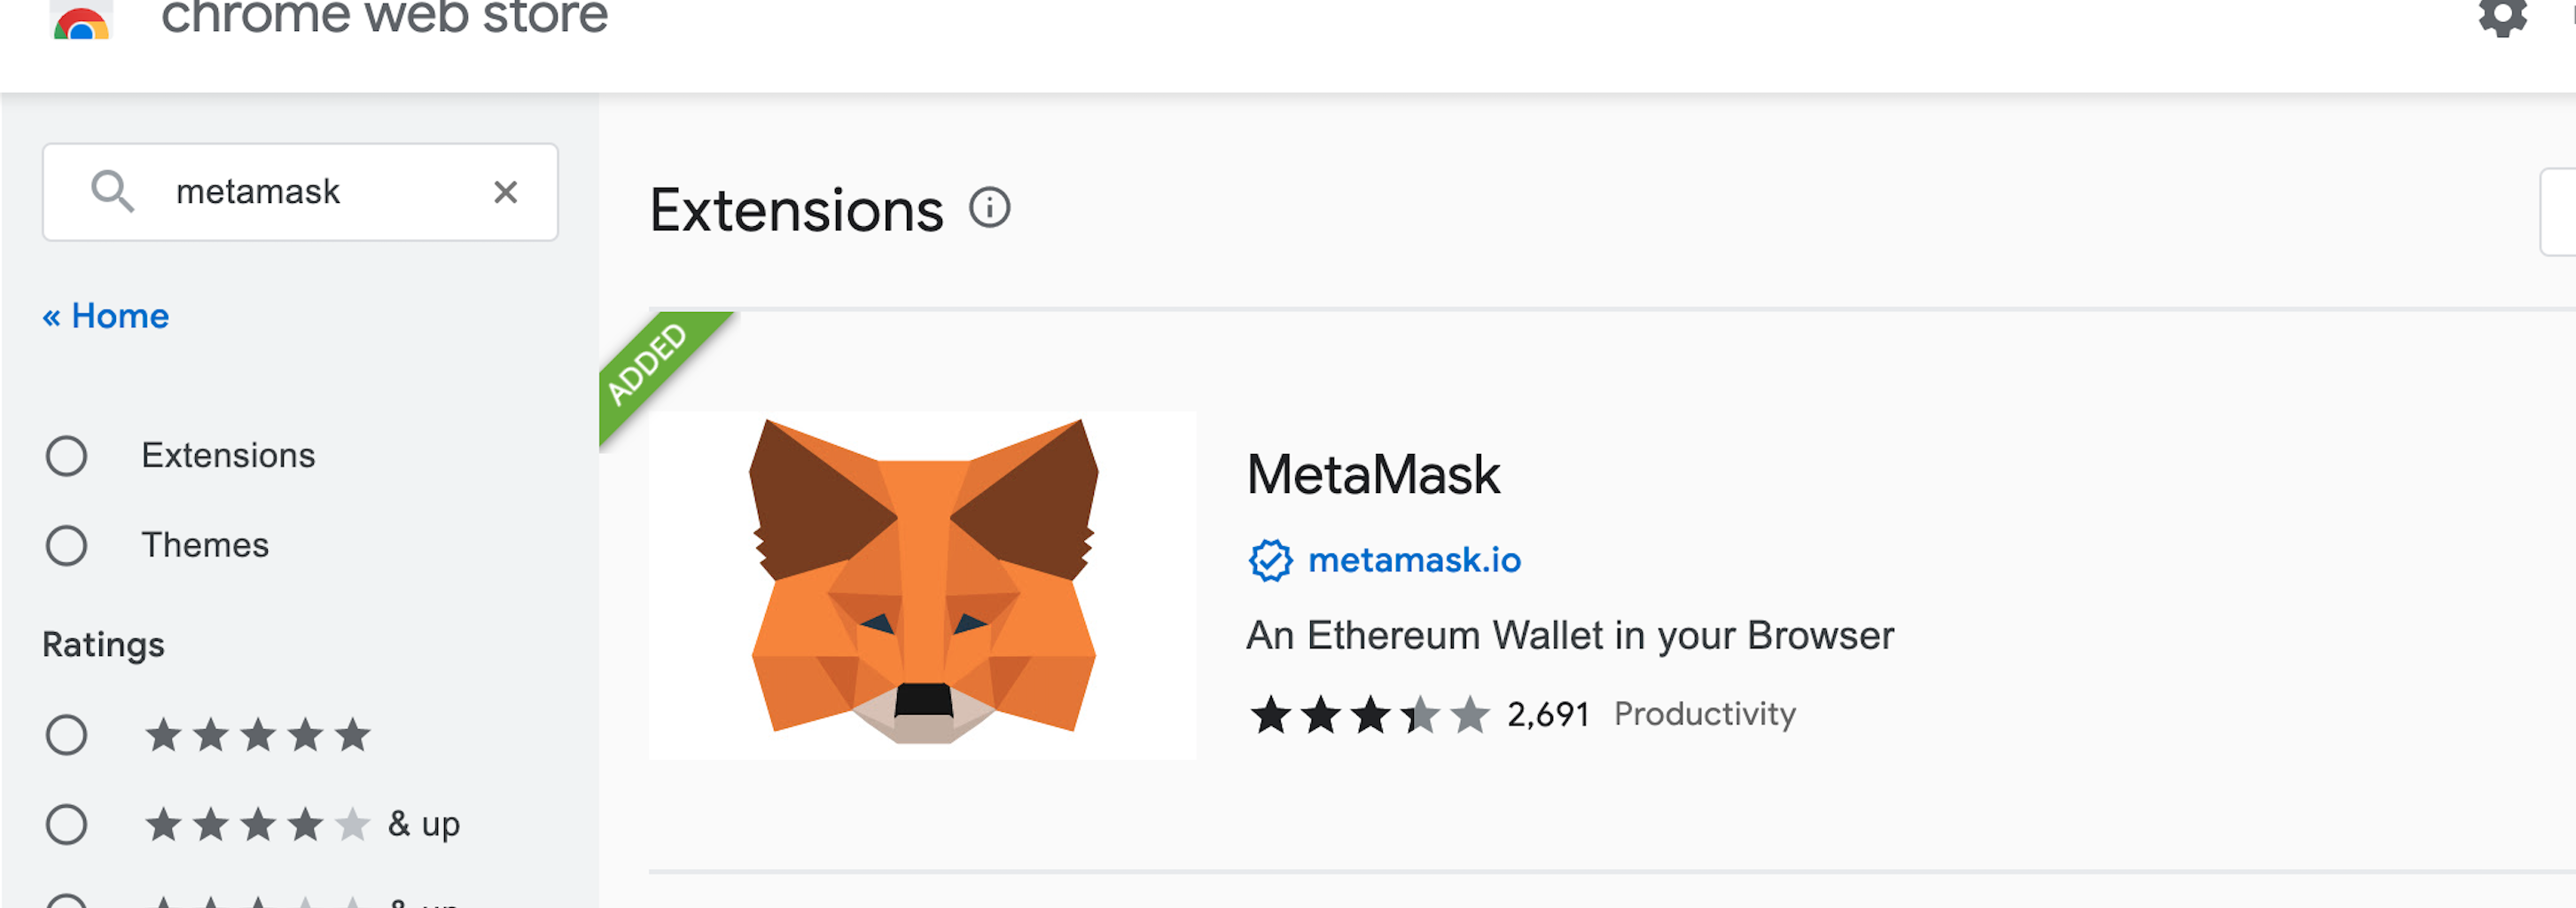 chrome web store
metamask
« Home
Extensions
Themes
Ratings
& up
& up
Extensions
ADDED
MetaMask
metamask.io
An Ethereum Wallet in your Browser
2,691 Productivity